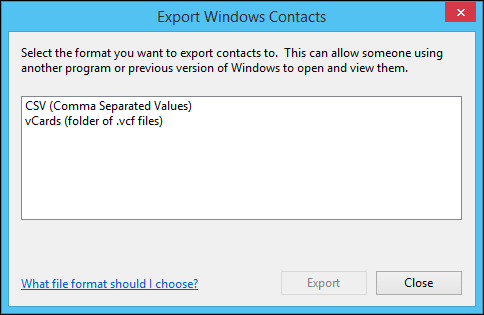 Export Windows Contacts
Select the format you want to export contacts to.  This can allow someone using
another program or previous version of Windows to open and view them.
CSV (Comma Separated Values)
vCards (folder of .vcf files)
What file format should I choose?
Export
Close